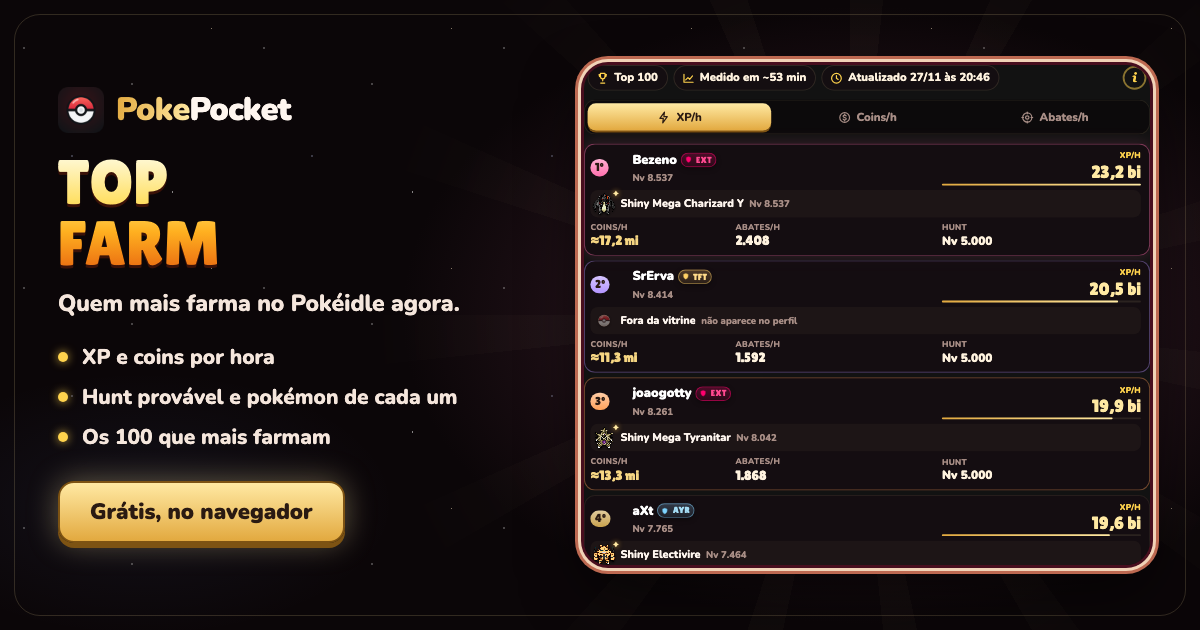 PokePocket
TOP
FARM
Quem mais farma no Pokéidle agora.
XP e coins por hora
Hunt provável e pokémon de cada um
Os 100 que mais farmam
Grátis, no navegador
Top 100
Medido em ~53 min
Atualizado 27/11 às 20:46
i
XP/h
Coins/h
Abates/h
1º
Bezeno
EXT
Nv 8.537
XP/H
23,2 bi
Shiny Mega Charizard Y Nv 8.537
COINS/H
ABATES/H
HUNT
≈17,2 mi
2.408
Nv 5.000
2º
SrErva
TFT
Nv 8.414
XP/H
20,5 bi
Fora da vitrine não aparece no perfil
COINS/H
ABATES/H
HUNT
≈11,3 mi
1.592
Nv 5.000
3º
joaogotty
EXT
Nv 8.261
XP/H
19,9 bi
Shiny Mega Tyranitar Nv 8.042
COINS/H
ABATES/H
HUNT
≈13,3 mi
1.868
Nv 5.000
4º
aXt
AYR
Nv 7.765
XP/H
19,6 bi
Shiny Electivire Nv 7.464